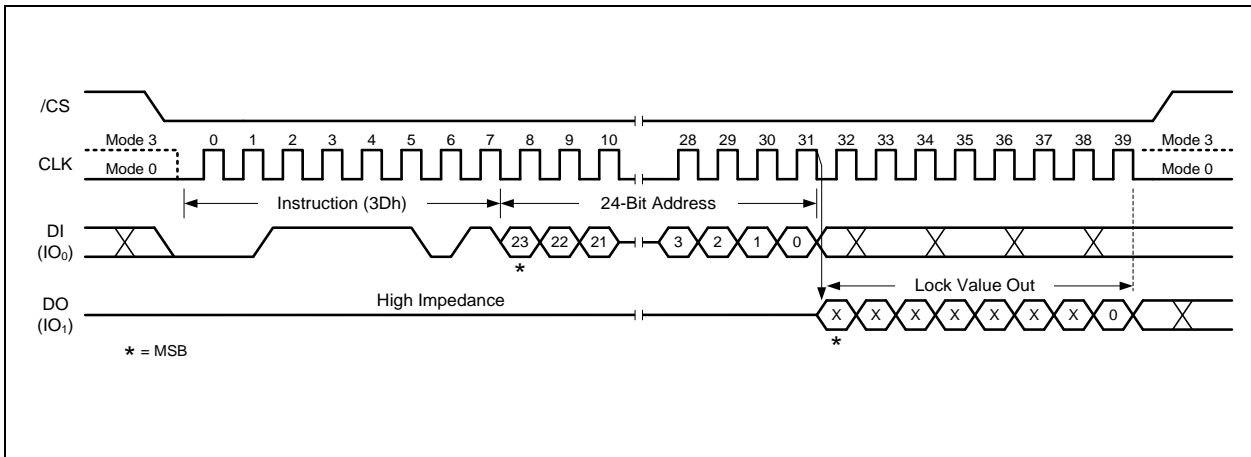 /CS
Mode 3 0 1 2 3 4 5 6 7 8 9 10 28 29 30 31 32 33 34 35 36 37 38 39 Mode 3
CLK
Mode 0 Mode 0
Instruction (3Dh) 24-Bit Address
DI
(IO₀)
23 22 21 3 2 1 0
*
Lock Value Out
High Impedance
DO
(IO₁)
X X X X X X X 0
*
* = MSB